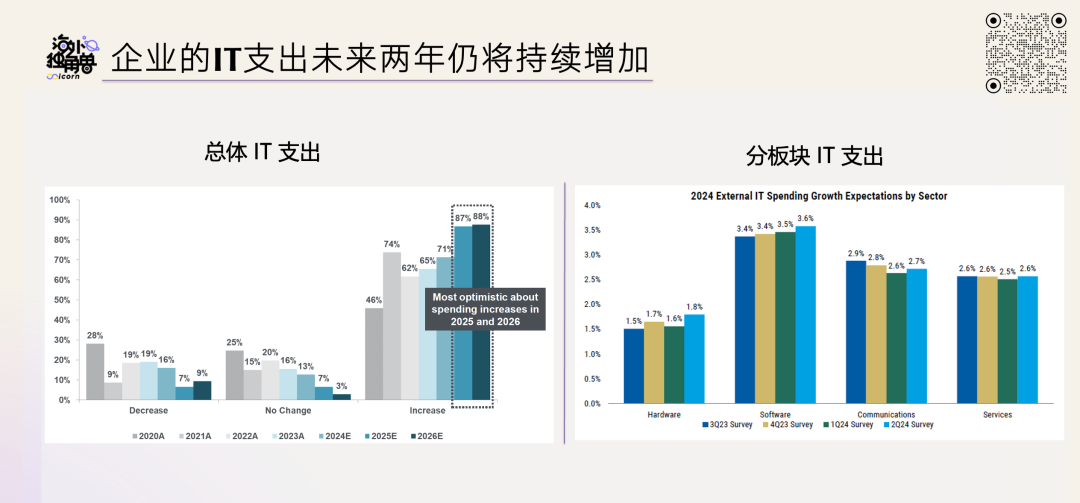 海外
独角兽
unicorn
企业的IT支出未来两年仍将持续增加
总体 IT 支出
分板块 IT 支出
100%
90%
80%
70%
60%
50%
40%
30%
20%
10%
0%
28%
9%
19%
19%
16%
7%
9%
25%
15%
20%
16%
13%
7%
3%
46%
74%
62%
65%
71%
87%
88%
Most optimistic about
spending increases in
2025 and 2026
Decrease
No Change
Increase
2020A
2021A
2022A
2023A
2024E
2025E
2026E
2024 External IT Spending Growth Expectations by Sector
4.0%
3.5%
3.0%
2.5%
2.0%
1.5%
1.0%
0.5%
0.0%
1.5%
1.7%
1.6%
1.8%
3.4%
3.4%
3.5%
3.6%
2.9%
2.8%
2.6%
2.7%
2.6%
2.6%
2.5%
2.6%
Hardware
Software
Communications
Services
3Q23 Survey
4Q23 Survey
1Q24 Survey
2Q24 Survey